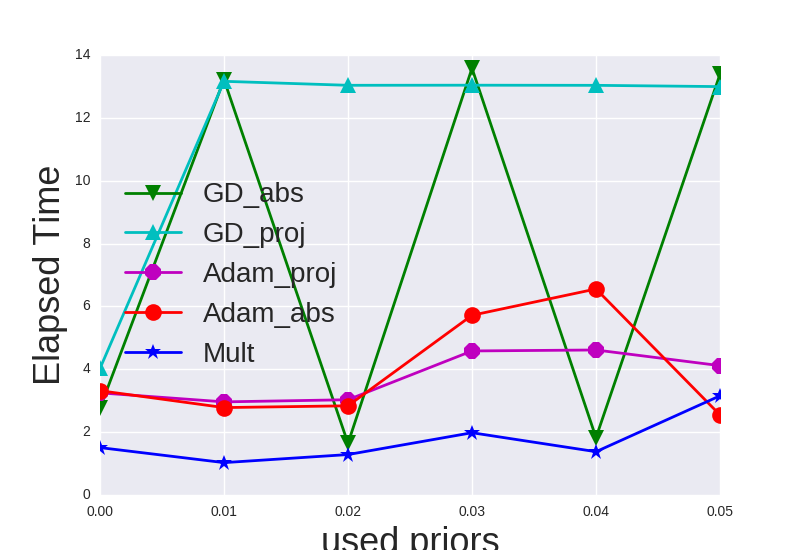 14
12
10
8
6
4
2
0
Elapsed Time
GD_abs
GD_proj
Adam_proj
Adam_abs
Mult
0.00 0.01 0.02 0.03 0.04 0.05
used priors